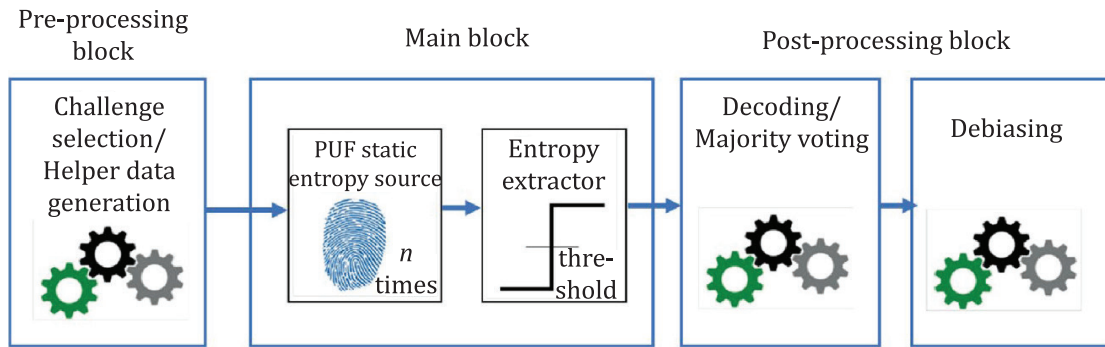 Pre-processing
block
Main block
Post-processing block
Challenge
selection/
Helper data
generation
PUF static
entropy source
n
times
Entropy
extractor
thre-
shold
Decoding/
Majority voting
Debiasing